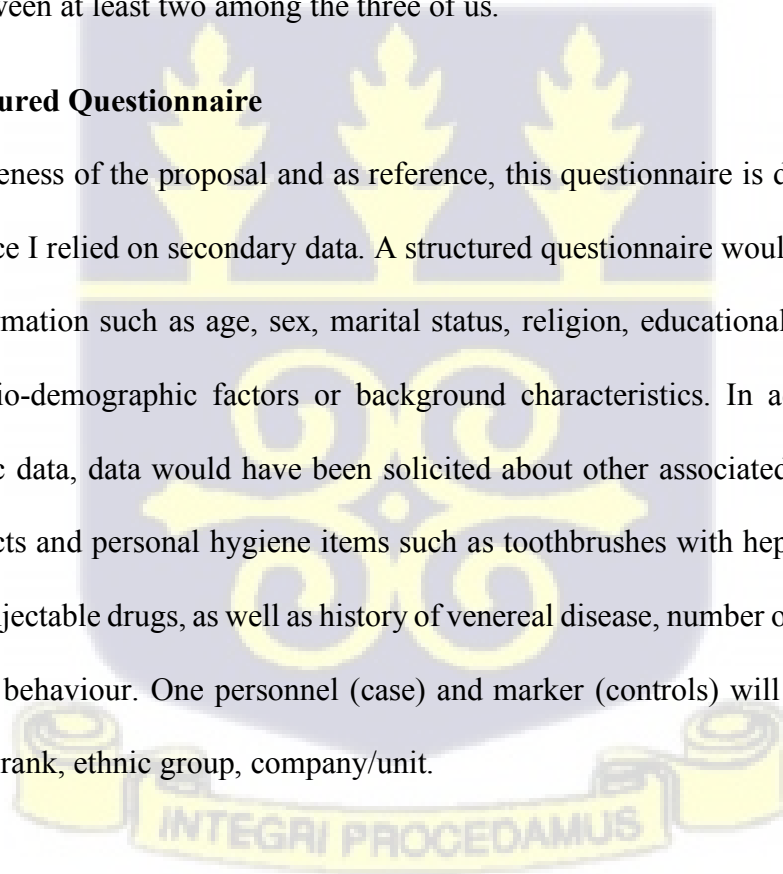 veen at least two among the three of us.
ured Questionnaire
eness of the proposal and as reference, this questionnaire is d
ce I relied on secondary data. A structured questionnaire woul
rmation such as age, sex, marital status, religion, educational
io-demographic factors or background characteristics. In a
c data, data would have been solicited about other associated
cts and personal hygiene items such as toothbrushes with hep
jectable drugs, as well as history of venereal disease, number o
behaviour. One personnel (case) and marker (controls) will
rank, ethnic group, company/unit.
INTEGRI PROCEDAMUS